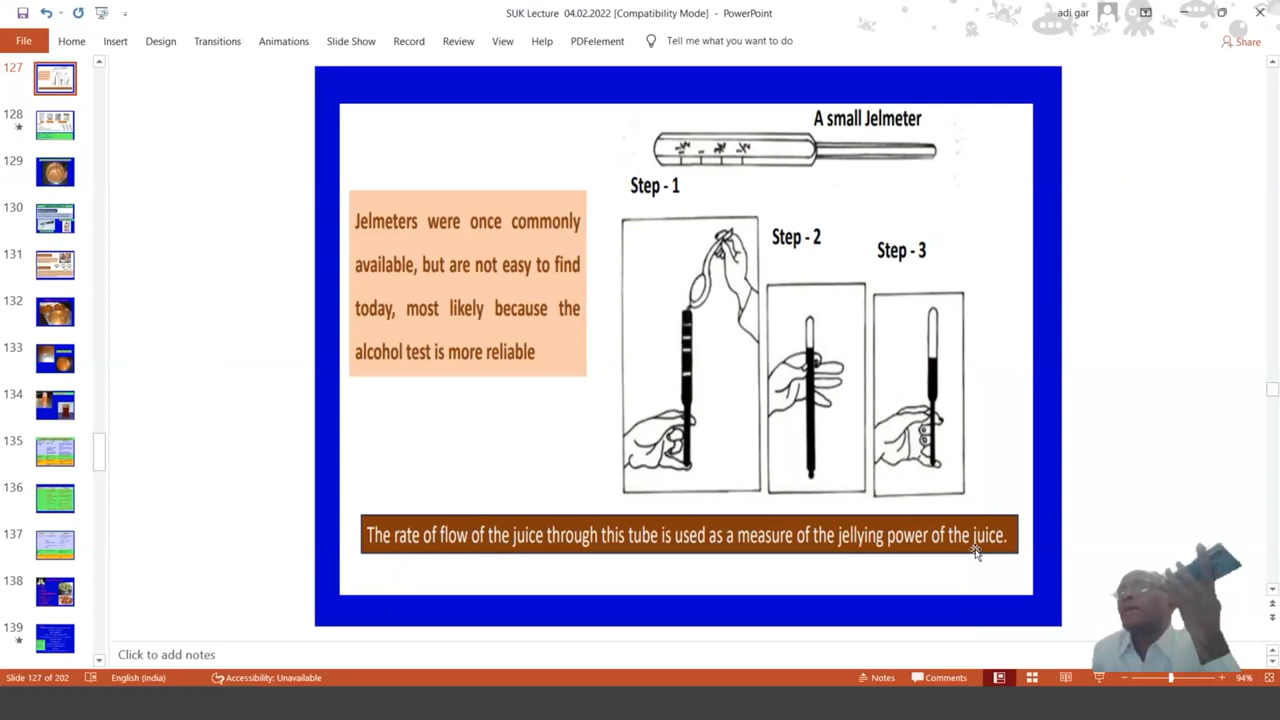 SUK Lecture 04.02.2022 [Compatibility Mode] - PowerPoint
adi gar
File Home Insert Design Transitions Animations Slide Show Record Review View Help PDFelement Tell me what you want to do
Share
127
128
129
130
131
132
133
134
135
136
137
138
139
A small Jelmeter
Step - 1
Step - 2
Step - 3
Jelmeters were once commonly
available, but are not easy to find
today, most likely because the
alcohol test is more reliable
The rate of flow of the juice through this tube is used as a measure of the jellying power of the juice.
Click to add notes
Slide 127 of 202 English (India) Accessibility: Unavailable Notes Comments 94%